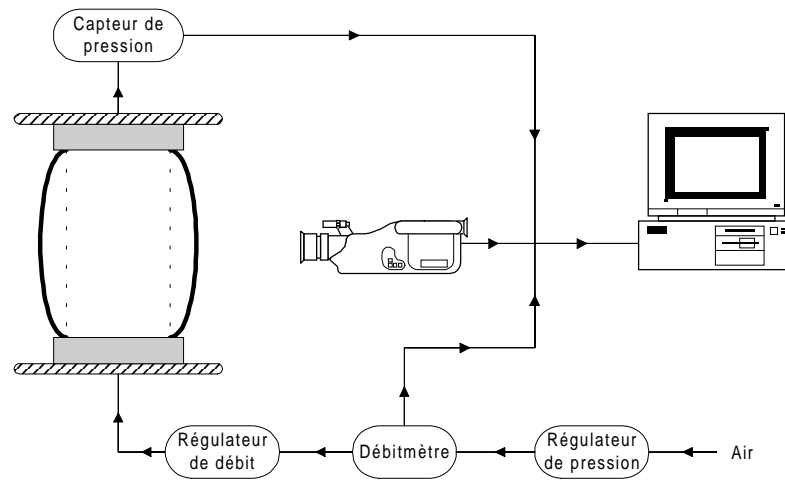 Capteur de
pression
Régulateur
de débit
Débitmètre
Régulateur
de pression
Air